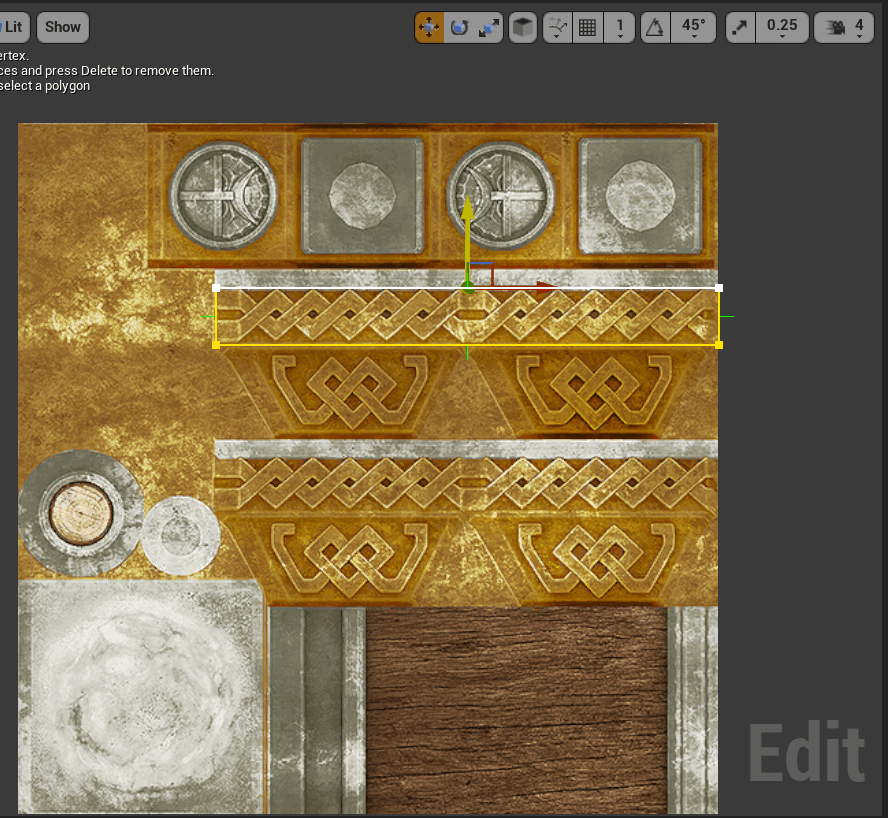 Lit Show 1 45° 0.25 4
ertex.
ces and press Delete to remove them.
select a polygon
Edit